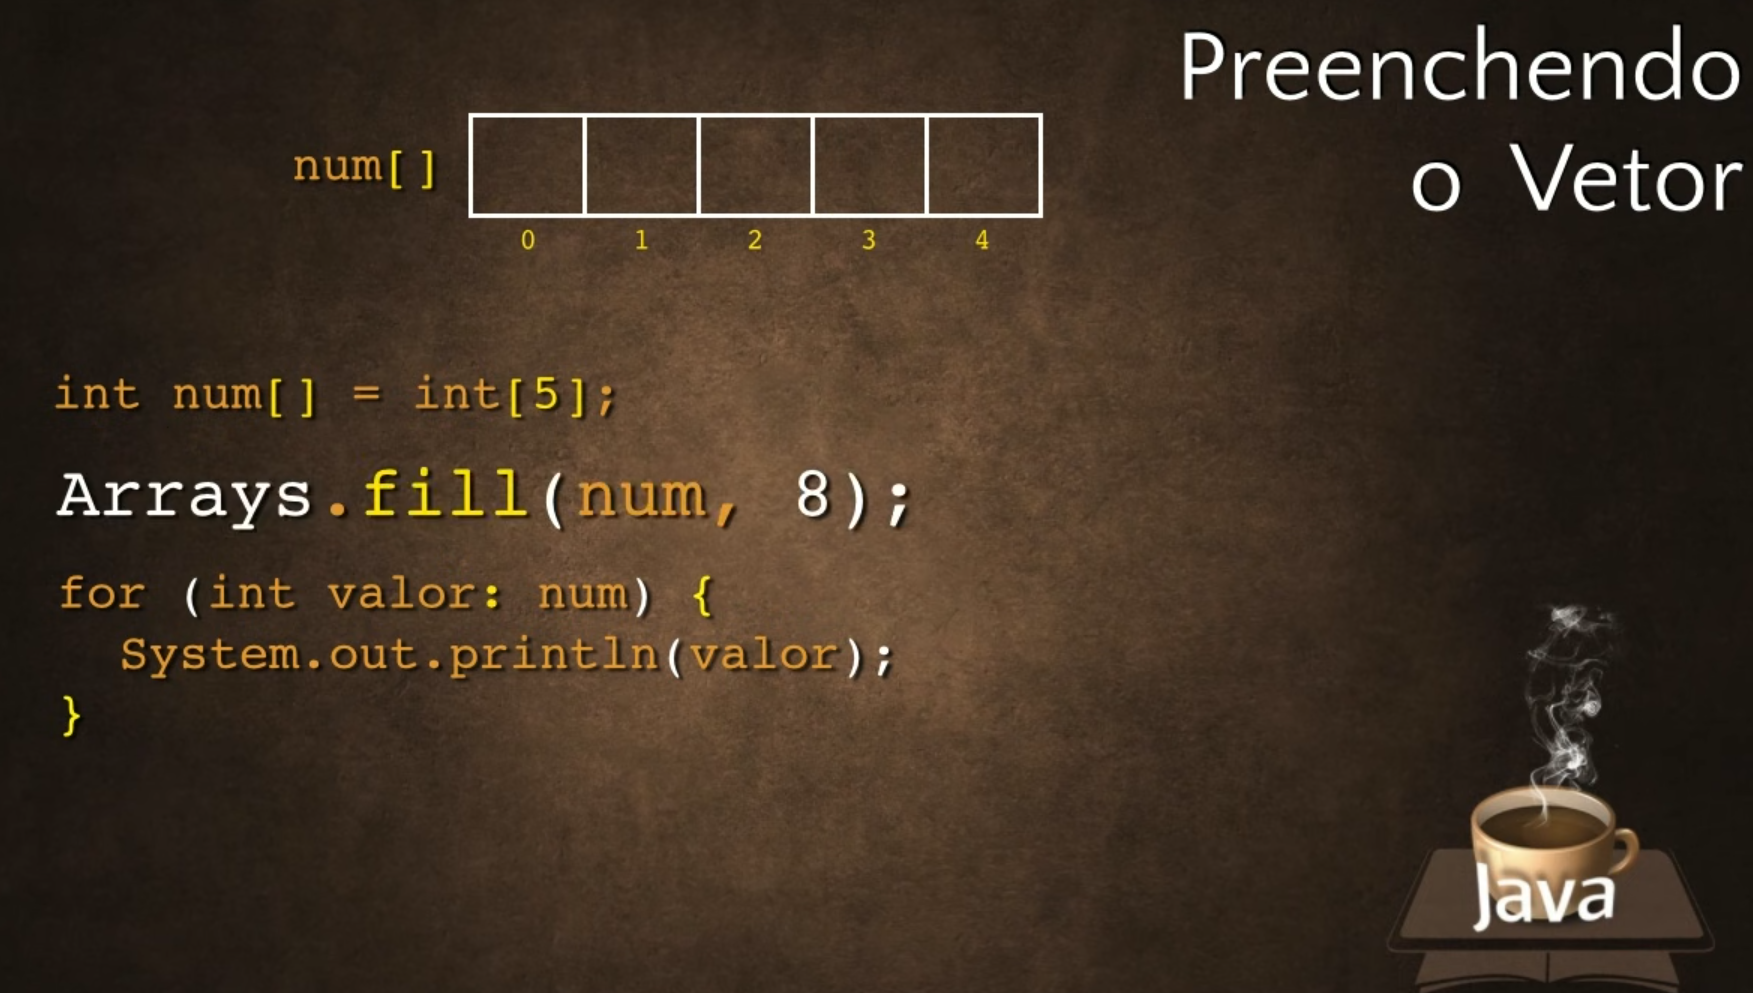 Preenchendo
o Vetor
num[ ]
0 1 2 3 4
int num[ ] = int[5];
Arrays.fill(num, 8);
for (int valor: num) {
System.out.println(valor);
}
Java